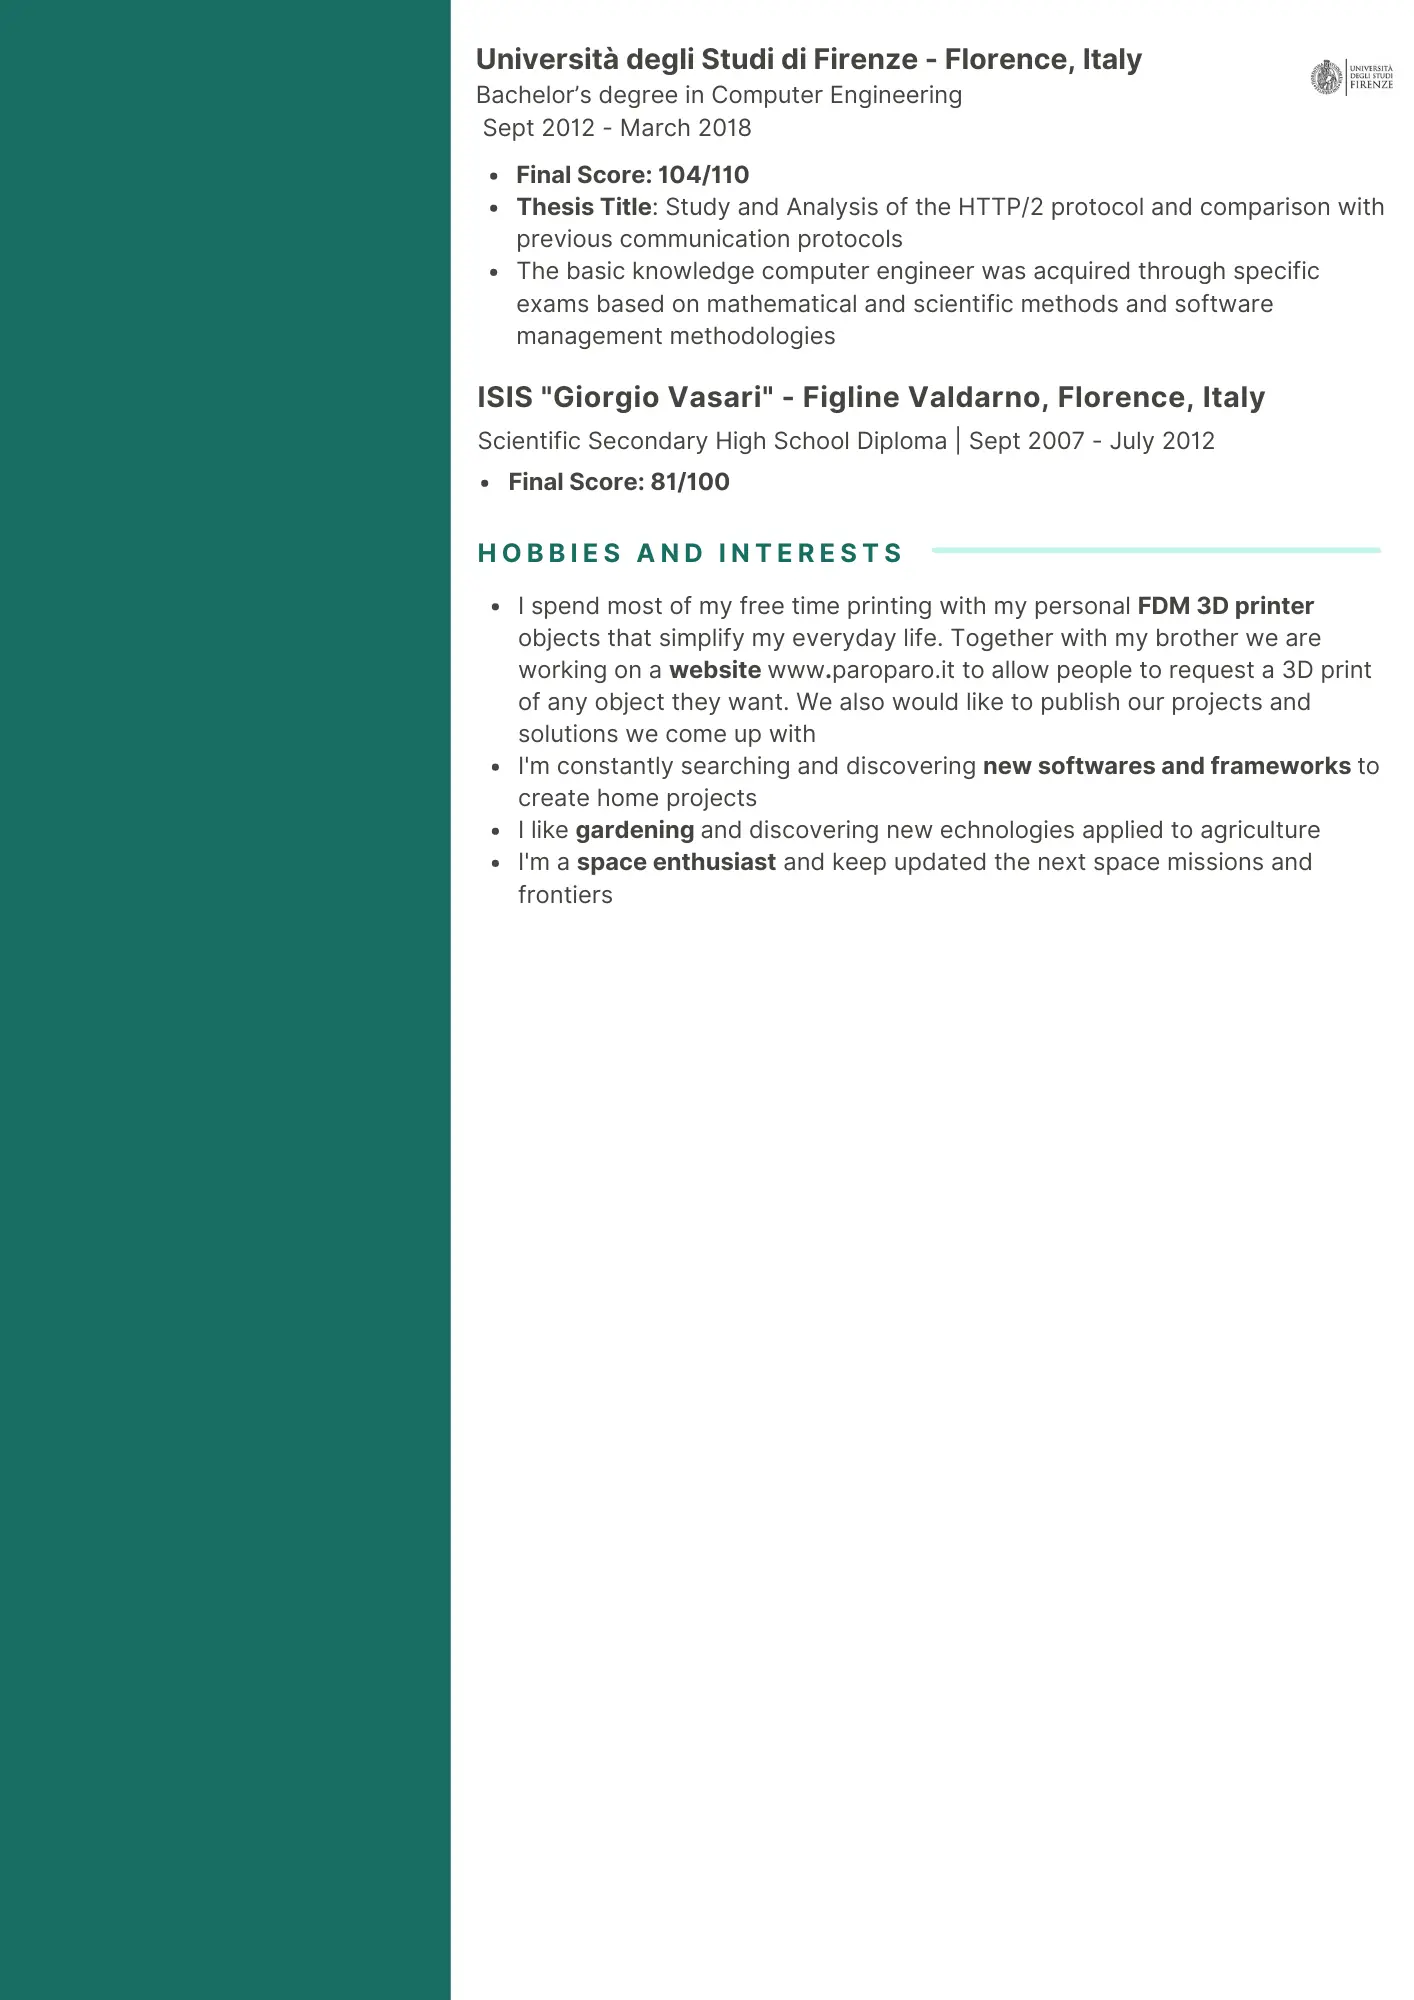 Università degli Studi di Firenze - Florence, Italy
UNIVERSITÀ
DEGLI STUDI
FIRENZE
Bachelor’s degree in Computer Engineering
Sept 2012 - March 2018
• Final Score: 104/110
• Thesis Title: Study and Analysis of the HTTP/2 protocol and comparison with
previous communication protocols
• The basic knowledge computer engineer was acquired through specific
exams based on mathematical and scientific methods and software
management methodologies
ISIS "Giorgio Vasari" - Figline Valdarno, Florence, Italy
Scientific Secondary High School Diploma | Sept 2007 - July 2012
• Final Score: 81/100
HOBBIES AND INTERESTS
• I spend most of my free time printing with my personal FDM 3D printer
objects that simplify my everyday life. Together with my brother we are
working on a website www.paroparo.it to allow people to request a 3D print
of any object they want. We also would like to publish our projects and
solutions we come up with
• I'm constantly searching and discovering new softwares and frameworks to
create home projects
• I like gardening and discovering new echnologies applied to agriculture
• I'm a space enthusiast and keep updated the next space missions and
frontiers